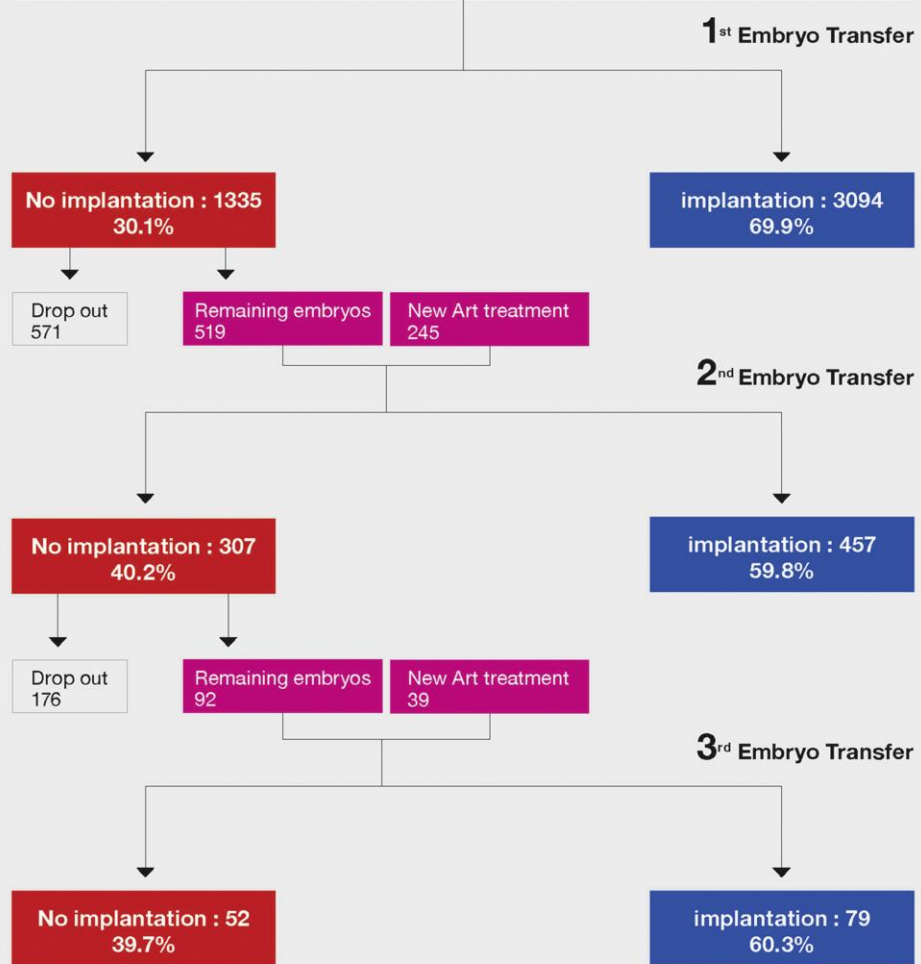 1st Embryo Transfer
No implantation : 1335
30.1%
implantation : 3094
69.9%
Drop out
571
Remaining embryos
519
New Art treatment
245
2nd Embryo Transfer
No implantation : 307
40.2%
implantation : 457
59.8%
Drop out
176
Remaining embryos
92
New Art treatment
39
3rd Embryo Transfer
No implantation : 52
39.7%
implantation : 79
60.3%